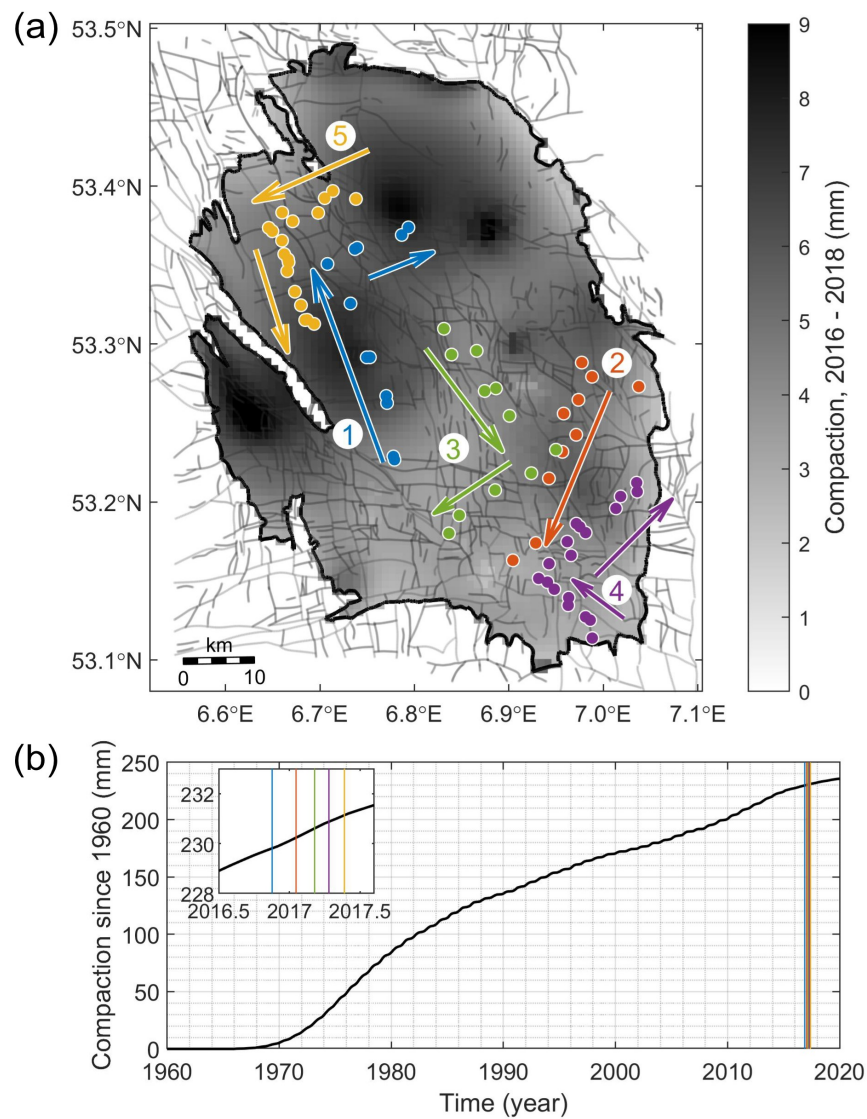 (a)
53.5°N
53.4°N
53.3°N
53.2°N
53.1°N
5
2
3
1
4
km
0 10
6.6°E 6.7°E 6.8°E 6.9°E 7.0°E 7.1°E
9
8
7
6
5
4
3
2
1
0
Compaction, 2016 - 2018 (mm)
(b)
Compaction since 1960 (mm)
250
200
150
100
50
0
232
230
228
2016.5 2017 2017.5
1960 1970 1980 1990 2000 2010 2020
Time (year)